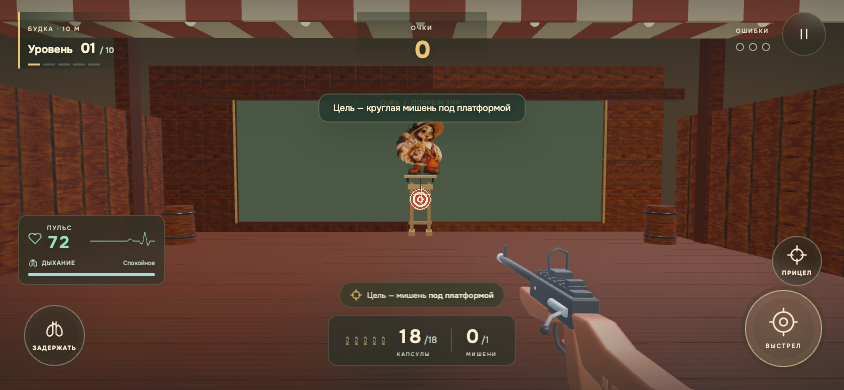 БУДКА · 10 М
Уровень 01 / 10
ОЧКИ
0
ОШИБКИ
Цель — круглая мишень под платформой
ПУЛЬС
72
ДЫХАНИЕ Спокойное
ЗАДЕРЖАТЬ
Цель — мишень под платформой
18 /18
КАПСУЛЫ
0 /1
МИШЕНИ
ПРИЦЕЛ
ВЫСТРЕЛ